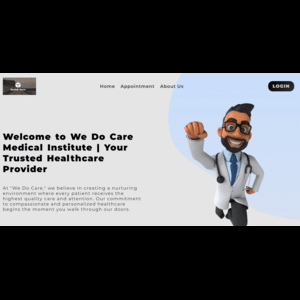 Home Appointment About Us
LOGIN
Welcome to We Do Care
Medical Institute | Your
Trusted Healthcare
Provider
At "We Do Care," we believe in creating a nurturing
environment where every patient receives the
highest quality care and attention. Our commitment
to compassionate and personalized healthcare
begins the moment you walk through our doors.